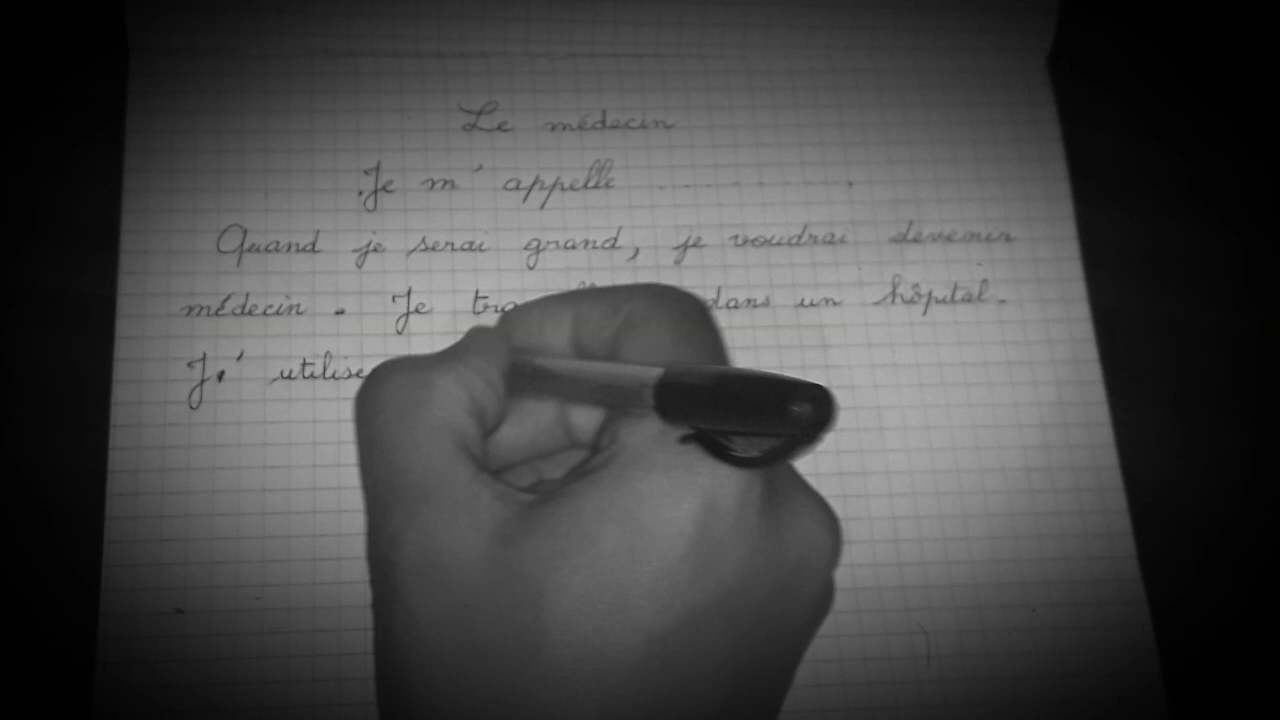 Le médecin
Je m' appelle ..............
Quand je serai grand, je voudrai devenir
médecin. Je dans un hôpital.
J' utilise